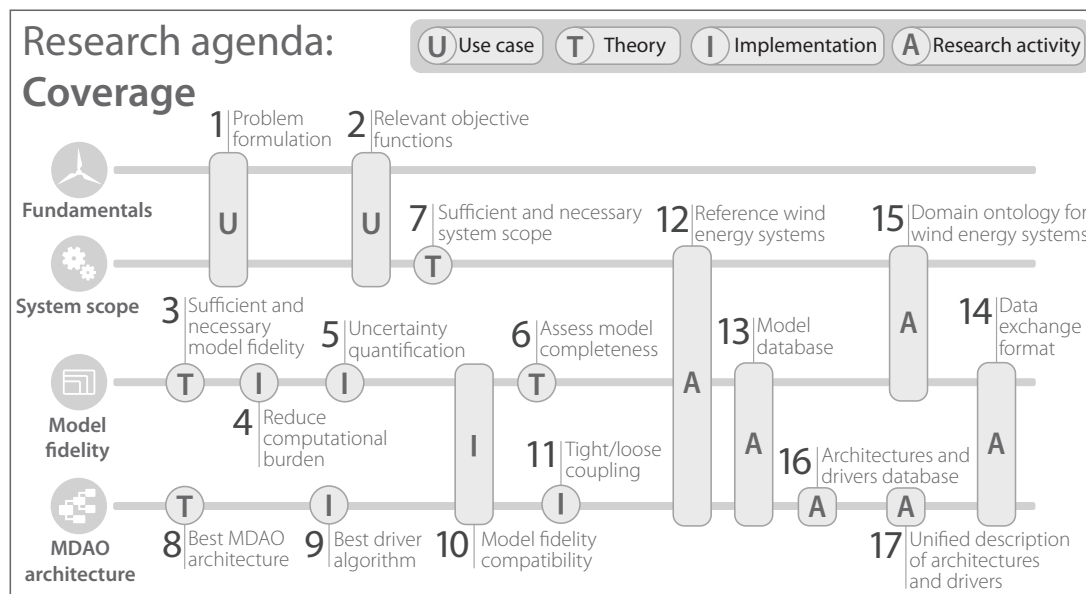 Research agenda:
Coverage
U Use case
T Theory
I Implementation
A Research activity
1 Problem
formulation
2 Relevant objective
functions
Fundamentals
U
U
7 Sufficient and necessary
system scope
T
12 Reference wind
energy systems
15 Domain ontology for
wind energy systems
System scope
3 Sufficient and
necessary
model fidelity
5 Uncertainty
quantification
6 Assess model
completeness
13 Model
database
14 Data
exchange
format
A
Model
fidelity
T
I
I
T
A
4 Reduce
computational
burden
I
11 Tight/loose
coupling
A
16 Architectures and
drivers database
A
MDAO
architecture
T
I
I
A
A
8 Best MDAO
architecture
9 Best driver
algorithm
10 Model fidelity
compatibility
17 Unified description
of architectures
and drivers